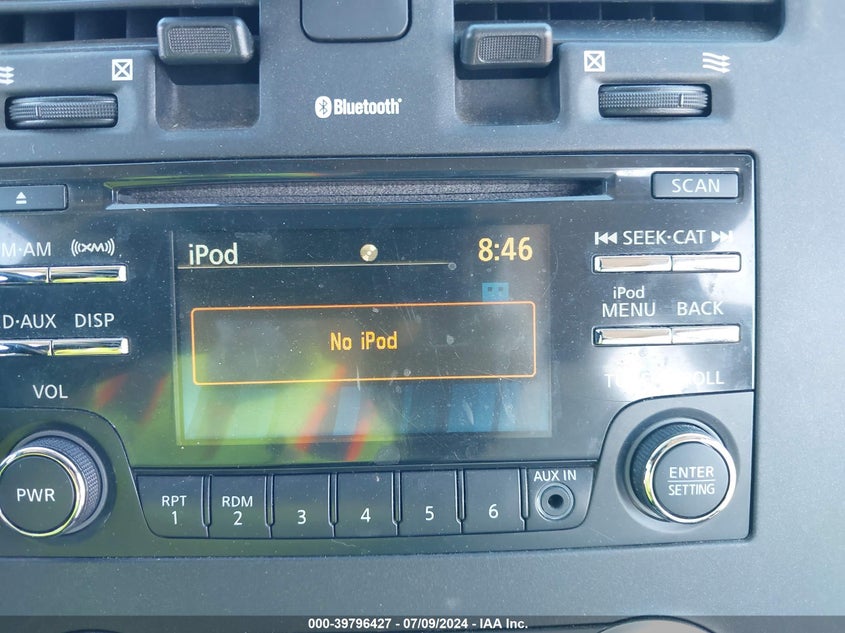 Bluetooth
SCAN
M·AM
((XM))
iPod
8:46
SEEK·CAT
iPod
MENU
BACK
D·AUX
DISP
No iPod
VOL
PWR
RPT
1
RDM
2
3
4
5
6
AUX IN
ENTER
SETTING
000-39796427 - 07/09/2024 - IAA Inc.